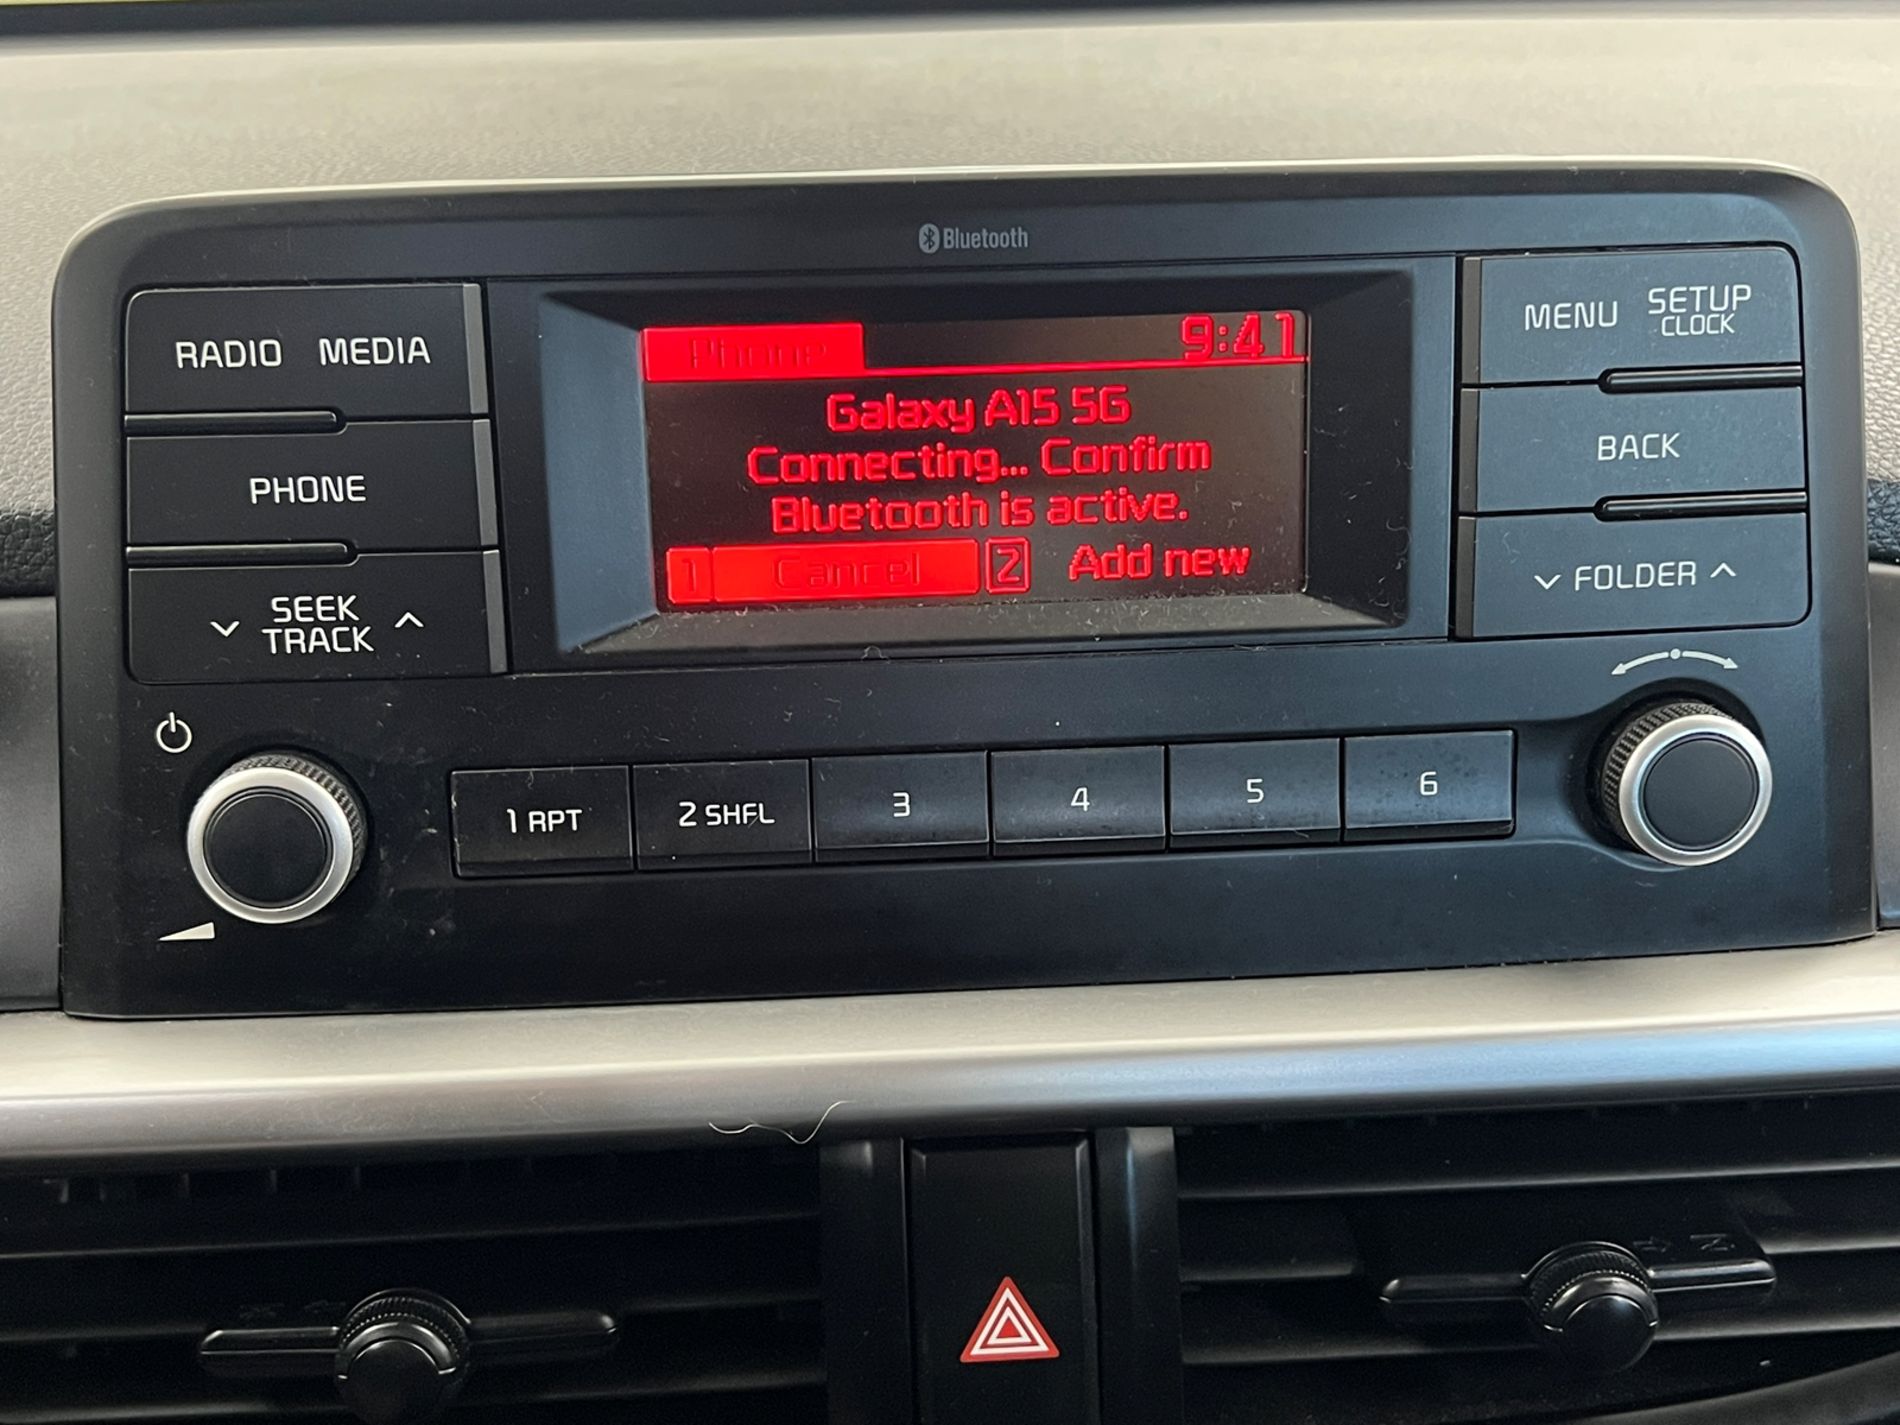 Bluetooth
RADIO MEDIA
PHONE
SEEK
TRACK
Phone 9:41
Galaxy A15 5G
Connecting... Confirm
Bluetooth is active.
1 Cancel 2 Add new
MENU SETUP
CLOCK
BACK
FOLDER
1 RPT 2 SHFL 3 4 5 6